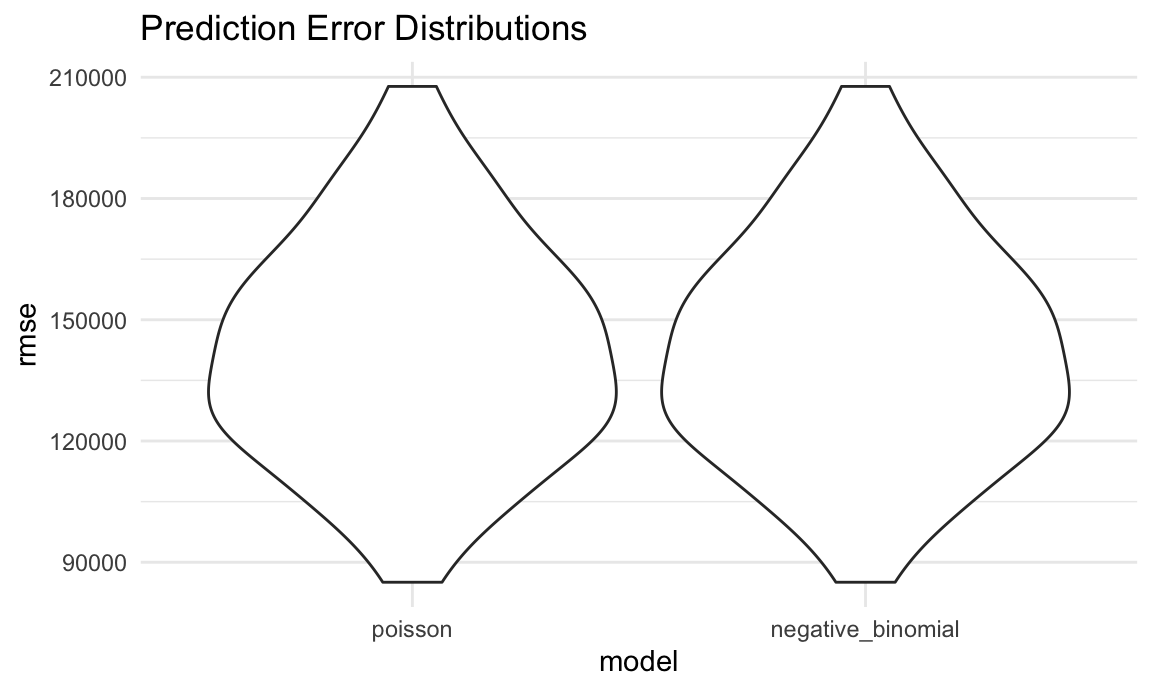 Prediction Error Distributions
210000
180000
150000
120000
90000
rmse
poisson negative_binomial
model